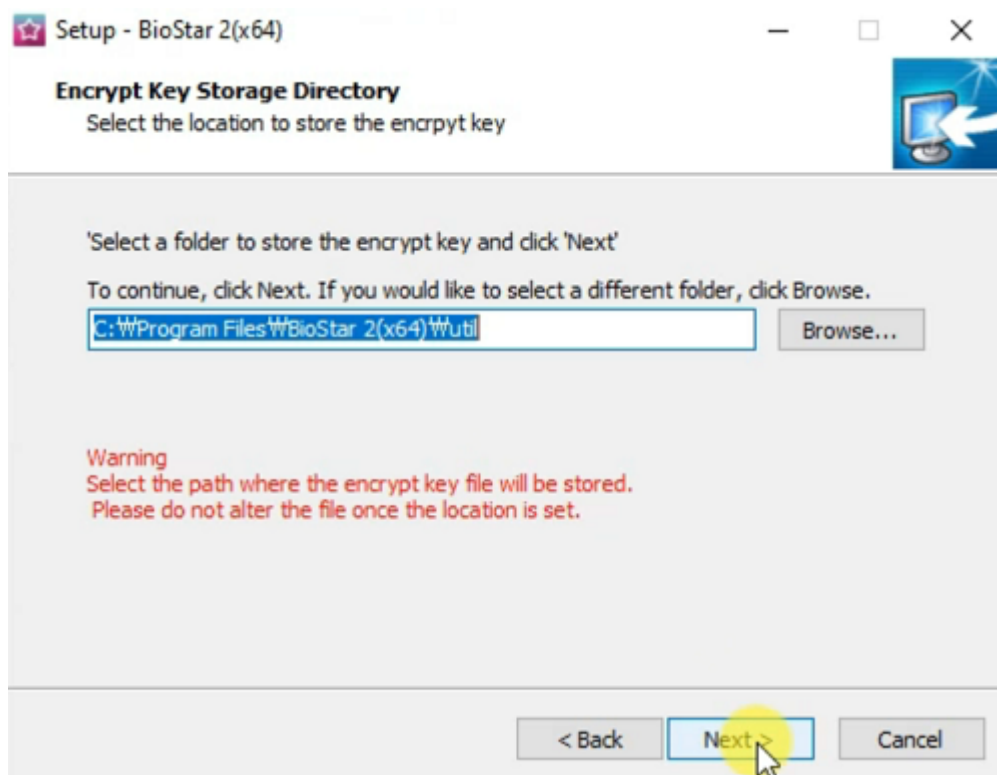 Setup - BioStar 2(x64)
Encrypt Key Storage Directory
Select the location to store the encrpyt key
'Select a folder to store the encrypt key and click 'Next'
To continue, click Next. If you would like to select a different folder, click Browse.
C:₩Program Files₩BioStar 2(x64)₩util
Browse...
Warning
Select the path where the encrypt key file will be stored.
Please do not alter the file once the location is set.
< Back
Next >
Cancel